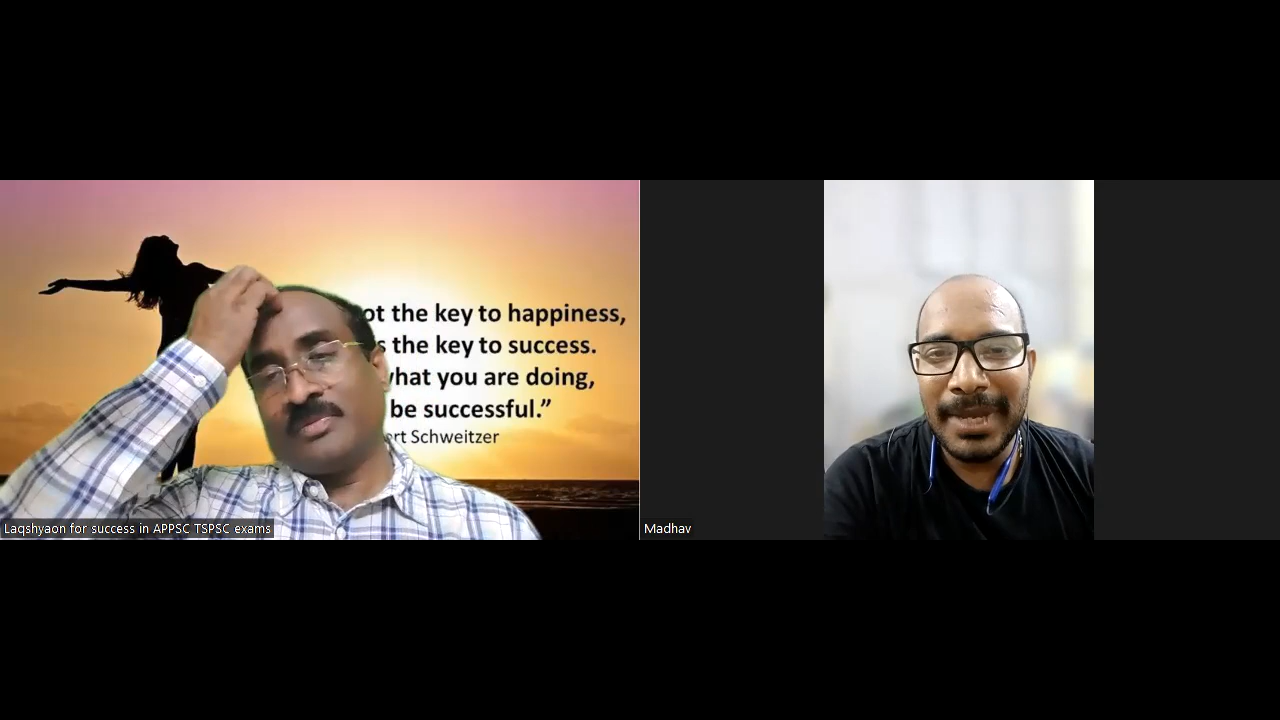 ot the key to happiness,
s the key to success.
what you are doing,
be successful.”
ert Schweitzer
Laqshyaon for success in APPSC TSPSC exams
Madhav